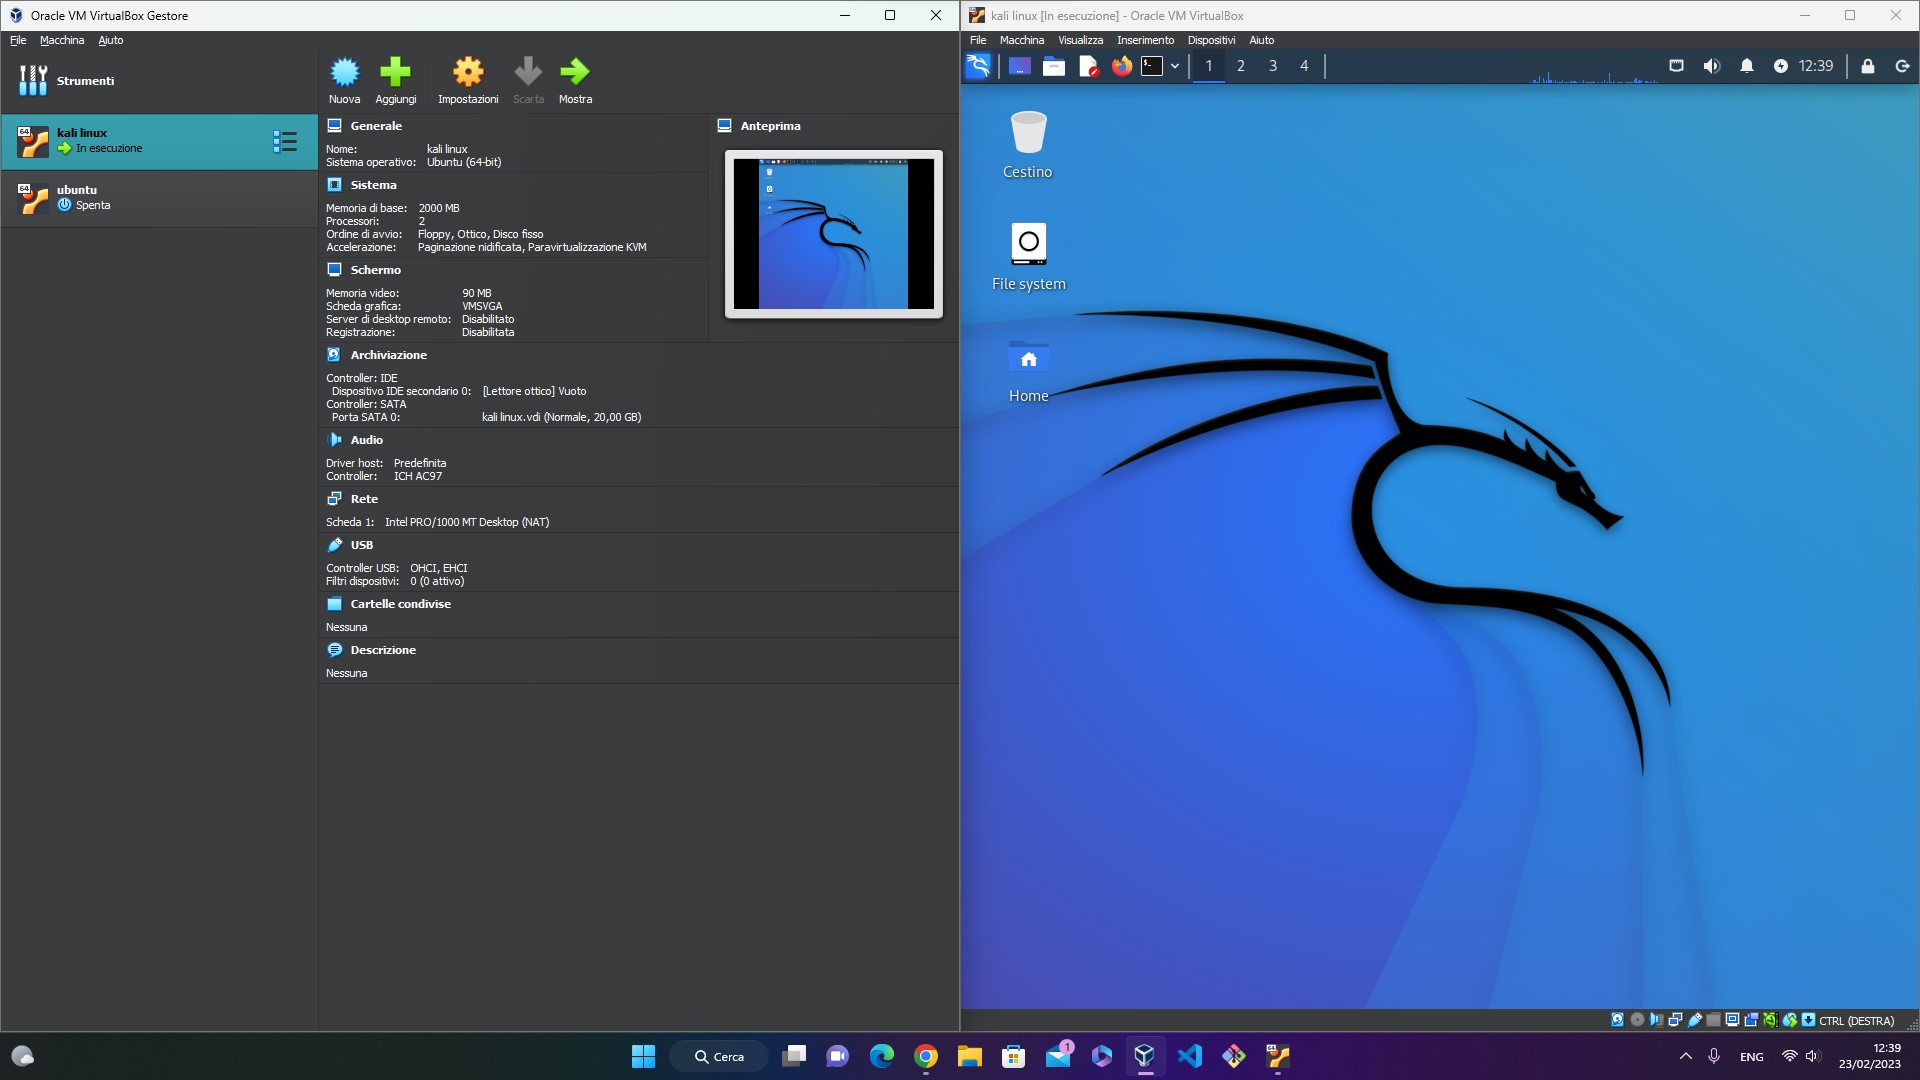 Oracle VM VirtualBox Gestore
File Macchina Aiuto
Strumenti
kali linux
In esecuzione
ubuntu
Spenta
Nuova Aggiungi Impostazioni Scarta Mostra
Generale
Nome: kali linux
Sistema operativo: Ubuntu (64-bit)
Sistema
Memoria di base: 2000 MB
Processori: 2
Ordine di avvio: Floppy, Ottico, Disco fisso
Accelerazione: Paginazione nidificata, Paravirtualizzazione KVM
Schermo
Memoria video: 90 MB
Scheda grafica: VMSVGA
Server di desktop remoto: Disabilitato
Registrazione: Disabilitata
Anteprima
Archiviazione
Controller: IDE
Dispositivo IDE secondario 0: [Lettore ottico] Vuoto
Controller: SATA
Porta SATA 0: kali linux.vdi (Normale, 20,00 GB)
Audio
Driver host: Predefinita
Controller: ICH AC97
Rete
Scheda 1: Intel PRO/1000 MT Desktop (NAT)
USB
Controller USB: OHCI, EHCI
Filtri dispositivi: 0 (0 attivo)
Cartelle condivise
Nessuna
Descrizione
Nessuna
kali linux [In esecuzione] - Oracle VM VirtualBox
File Macchina Visualizza Inserimento Dispositivi Aiuto
1 2 3 4 12:39
Cestino
File system
Home
CTRL (DESTRA)
Cerca
1
ENG
12:39
23/02/2023